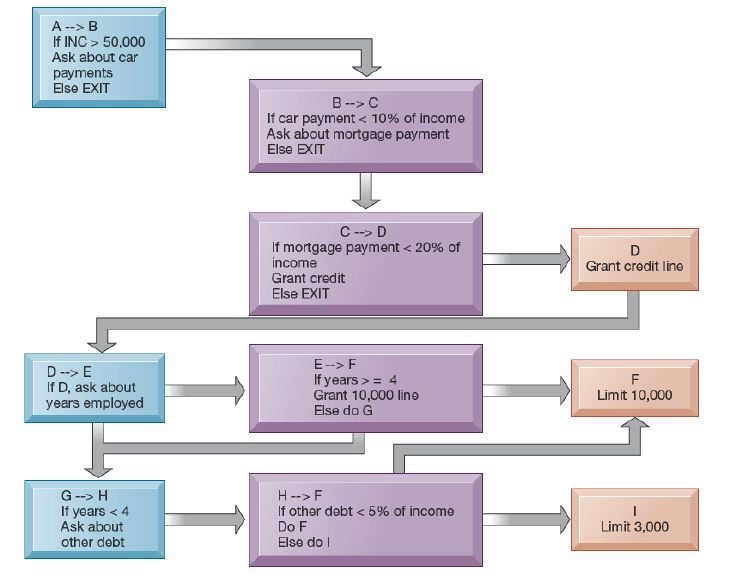 A --> B
If INC > 50,000
Ask about car
payments
Else EXIT
B --> C
If car payment < 10% of income
Ask about mortgage payment
Else EXIT
C --> D
If mortgage payment < 20% of
income
Grant credit
Else EXIT
D
Grant credit line
D --> E
If D, ask about
years employed
E --> F
If years > = 4
Grant 10,000 line
Else do G
F
Limit 10,000
G --> H
If years < 4
Ask about
other debt
H --> F
If other debt < 5% of income
Do F
Else do I
I
Limit 3,000